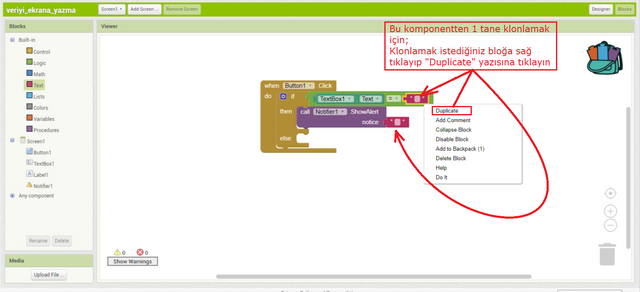 veriyi_ekrana_yazma
Screen1
Add Screen ...
Remove Screen
Designer
Blocks
Blocks
Viewer
Built-in
Control
Logic
Math
Text
Lists
Colors
Variables
Procedures
Screen1
Button1
TextBox1
Label1
Notifier1
Any component
Rename
Delete
Media
Upload File ...
Bu komponentten 1 tane klonlamak
için;
Klonlamak istediğiniz bloğa sağ
tıklayıp "Duplicate" yazısına tıklayın
when Button1 .Click
do if TextBox1 . Text = " "
then call Notifier1 .ShowAlert
notice " "
else
Duplicate
Add Comment
Collapse Block
Disable Block
Add to Backpack (1)
Delete Block
Help
Do It
0 0
Show Warnings